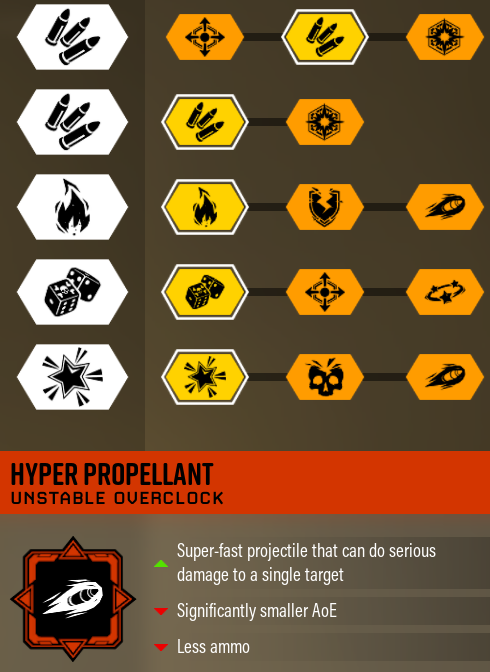 HYPER PROPELLANT
UNSTABLE OVERCLOCK
Super-fast projectile that can do serious
damage to a single target
Significantly smaller AoE
Less ammo